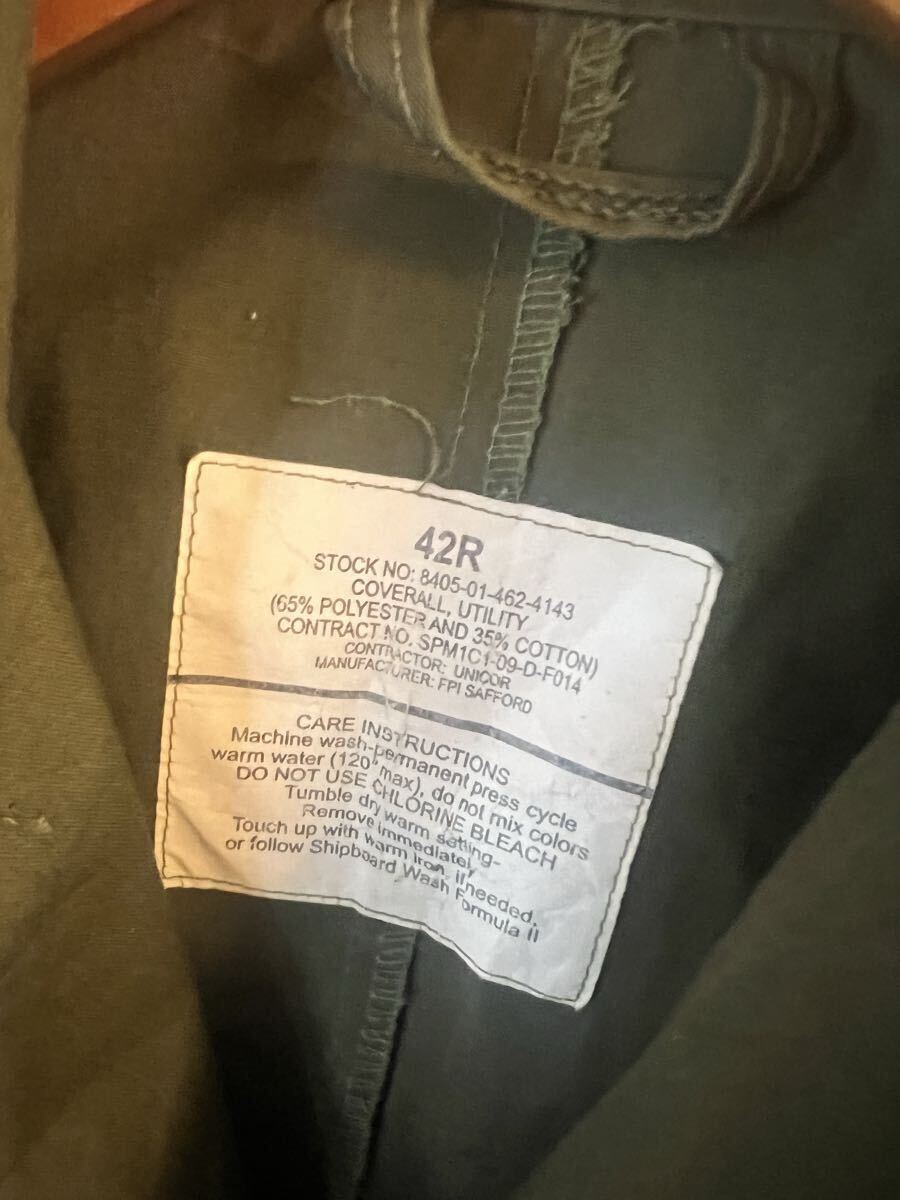 42R
STOCK NO: 8405-01-462-4143
COVERALL, UTILITY
(65% POLYESTER AND 35% COTTON)
CONTRACT NO. SPM1C1-09-D-F014
CONTRACTOR: UNICOR
MANUFACTURER: FPI SAFFORD
CARE INSTRUCTIONS
Machine wash-permanent press cycle
warm water (120° max), do not mix colors
DO NOT USE CHLORINE BLEACH
Tumble dry warm setting-
Remove immediately
Touch up with warm iron, if needed,
or follow Shipboard Wash Formula II